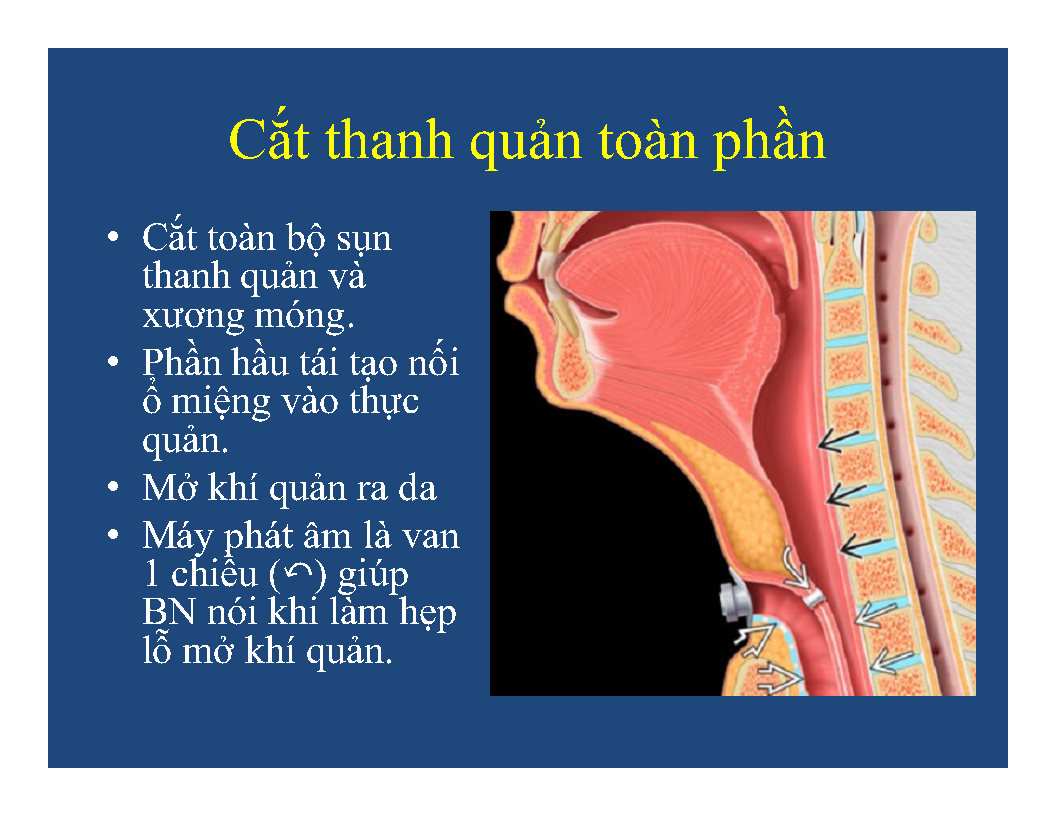 Cắt thanh quản toàn phần
• Cắt toàn bộ sụn
thanh quản và
xương móng.
• Phần hầu tái tạo nối
ổ miệng vào thực
quản.
• Mở khí quản ra da
• Máy phát âm là van
1 chiều (↶) giúp
BN nói khi làm hẹp
lỗ mở khí quản.